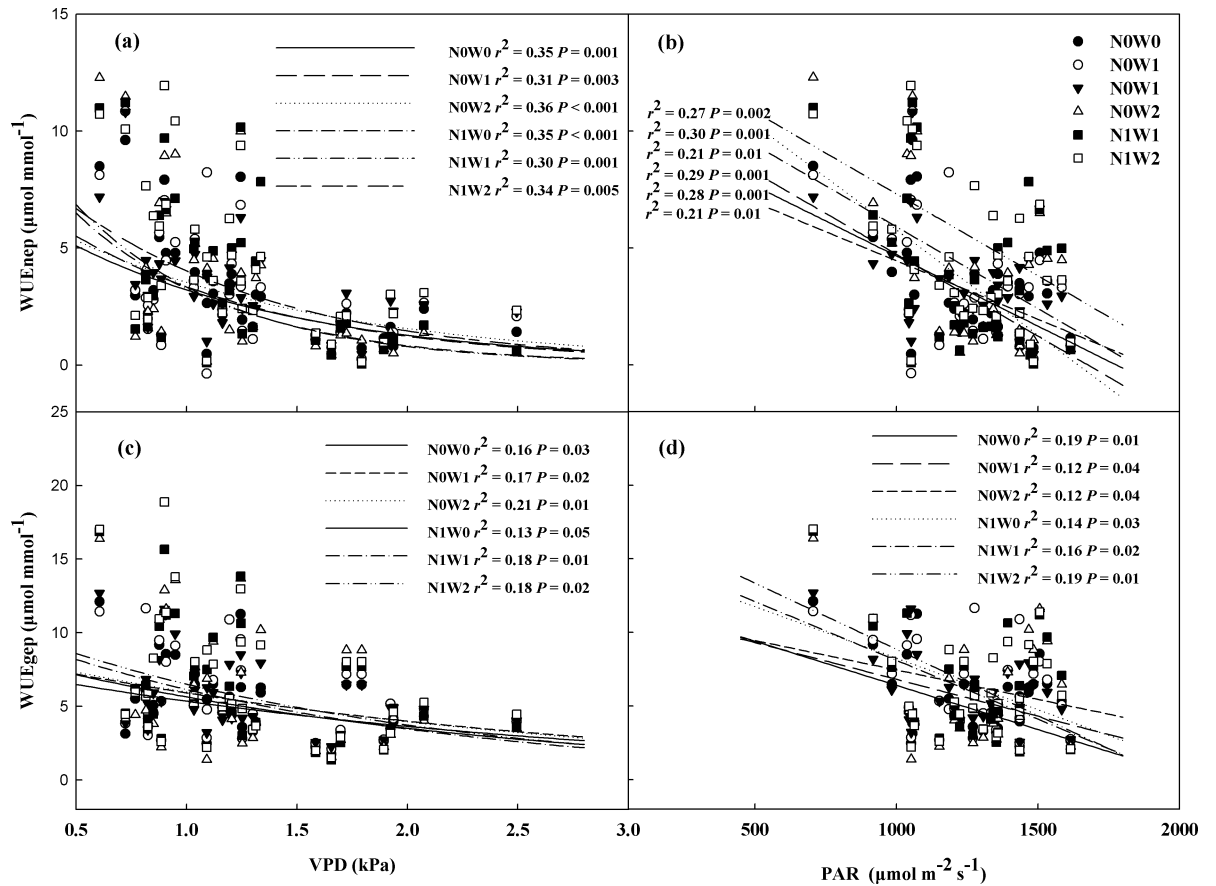 15
10
5
0
25
20
15
10
5
0
WUEnep (µmol mmol⁻¹)
WUEgep (µmol mmol⁻¹)
(a)
N0W0 r² = 0.35 P = 0.001
N0W1 r² = 0.31 P = 0.003
N0W2 r² = 0.36 P < 0.001
N1W0 r² = 0.35 P < 0.001
N1W1 r² = 0.30 P = 0.001
N1W2 r² = 0.34 P = 0.005
(b)
N0W0
N0W1
N0W1
N0W2
N1W1
N1W2
r² = 0.27 P = 0.002
r² = 0.30 P = 0.001
r² = 0.21 P = 0.01
r² = 0.29 P = 0.001
r² = 0.28 P = 0.001
r² = 0.21 P = 0.01
(c)
N0W0 r² = 0.16 P = 0.03
N0W1 r² = 0.17 P = 0.02
N0W2 r² = 0.21 P = 0.01
N1W0 r² = 0.13 P = 0.05
N1W1 r² = 0.18 P = 0.01
N1W2 r² = 0.18 P = 0.02
(d)
N0W0 r² = 0.19 P = 0.01
N0W1 r² = 0.12 P = 0.04
N0W2 r² = 0.12 P = 0.04
N1W0 r² = 0.14 P = 0.03
N1W1 r² = 0.16 P = 0.02
N1W2 r² = 0.19 P = 0.01
0.5 1.0 1.5 2.0 2.5 3.0
500 1000 1500 2000
VPD (kPa)
PAR (µmol m⁻² s⁻¹)